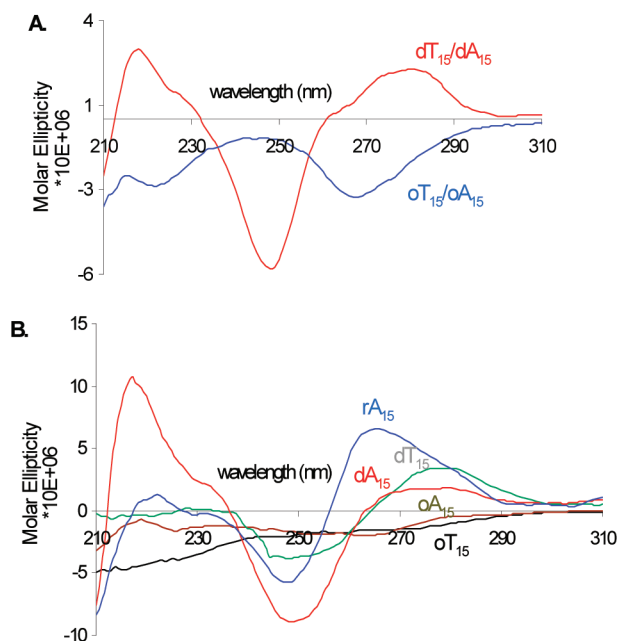 A.
4
1
-3
-6
Molar Ellipticity
*10E+06
wavelength (nm)
dT₁₅/dA₁₅
oT₁₅/oA₁₅
210 230 250 270 290 310
B.
15
10
5
0
-5
-10
Molar Ellipticity
*10E+06
wavelength (nm)
rA₁₅
dT₁₅
dA₁₅
oA₁₅
oT₁₅
210 230 250 270 290 310